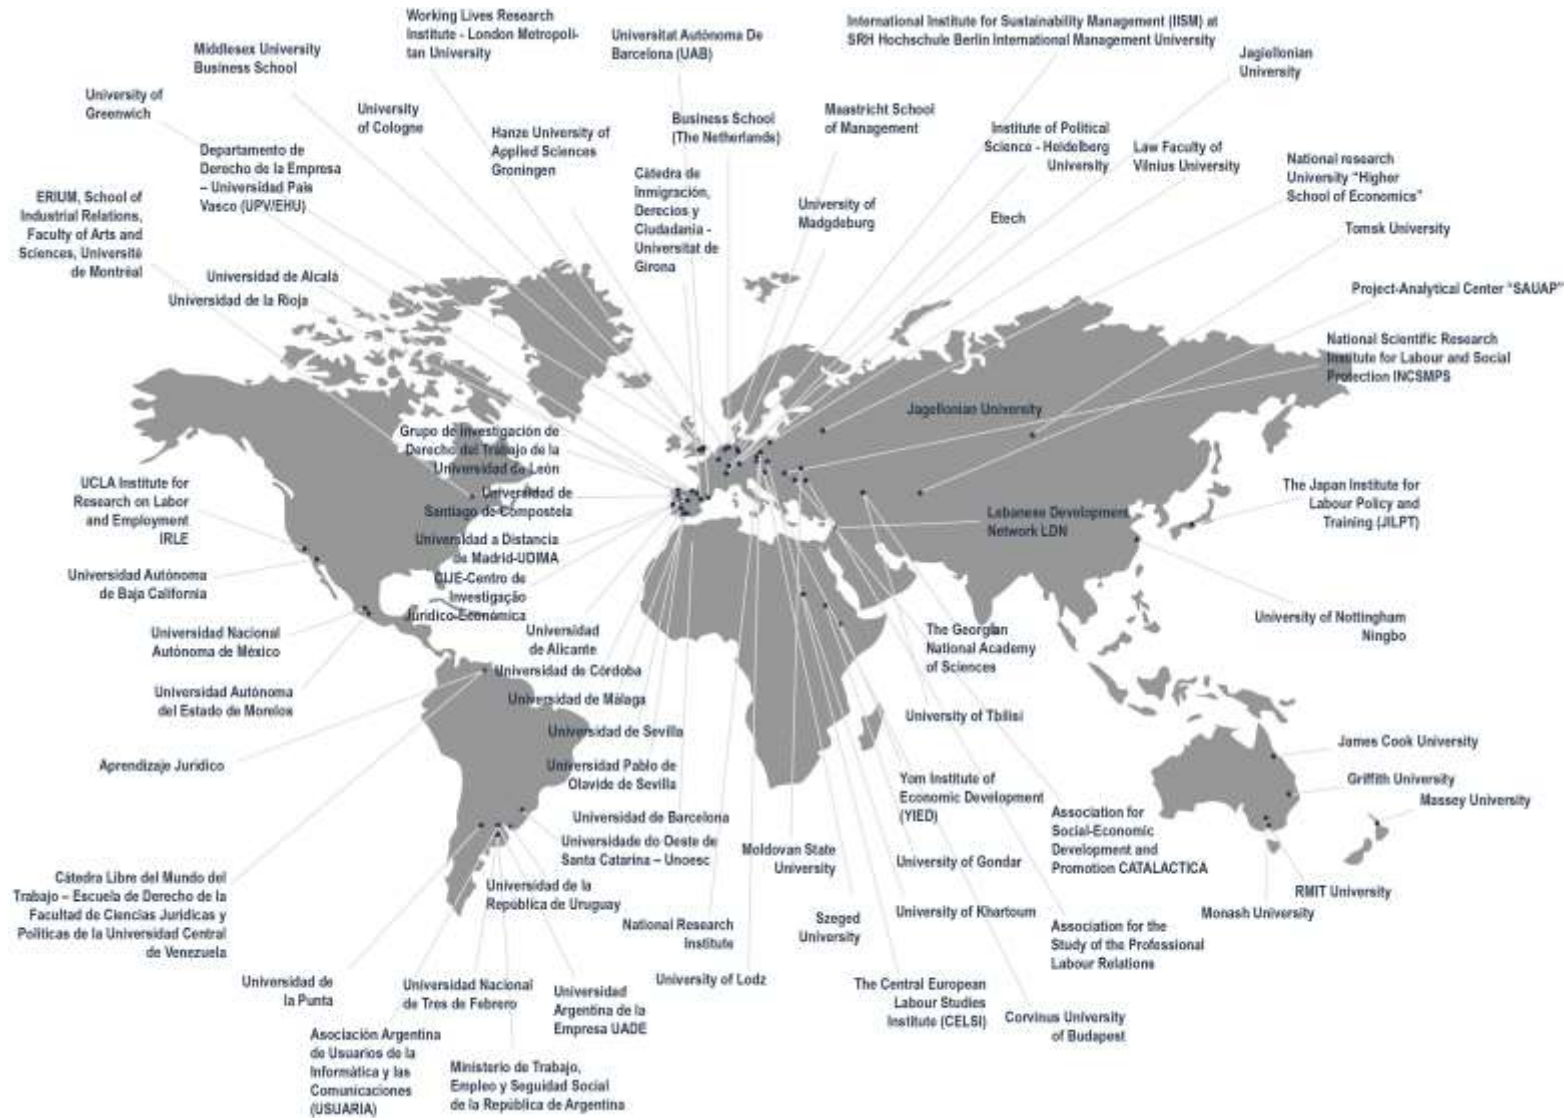 Working Lives Research
Institute - London Metropoli-
tan University
Middlesex University
Business School
Universitat Autònoma De
Barcelona (UAB)
International Institute for Sustainability Management (IISM) at
SRH Hochschule Berlin International Management University
Jagiellonian
University
University of
Greenwich
University
of Cologne
Hanze University of
Applied Sciences
Groningen
Business School
(The Netherlands)
Maastricht School
of Management
Institute of Political
Science - Heidelberg
University
Law Faculty of
Vilnius University
National research
University "Higher
School of Economics"
Departamento de
Derecho de la Empresa
– Universidad Pais
Vasco (UPV/EHU)
ERIUM, School of
Industrial Relations,
Faculty of Arts and
Sciences, Université
de Montréal
Cátedra de
Inmigración,
Derecios y
Ciudadania -
Universitat de
Girona
University of
Madgdeburg
Etech
Tomsk University
Universidad de Alcalá
Universidad de la Rioja
Project-Analytical Center "SAUAP"
National Scientific Research
Institute for Labour and Social
Protection INCSMPS
Jagellonian University
Grupo de Investigación de
Derecho del Trabajo de la
Universidad de León
UCLA Institute for
Research on Labor
and Employment
IRLE
Universidad de
Santiago de Compostela
The Japan Institute for
Labour Policy and
Training (JILPT)
Lebanese Development
Network LDN
Universidad a Distancia
de Madrid-UDIMA
CIJE-Centro de
Investigação
Jurídico-Económica
Universidad Autónoma
de Baja California
Universidad Nacional
Autónoma de México
Universidad
de Alicante
The Georgian
National Academy
of Sciences
University of Nottingham
Ningbo
Universidad de Córdoba
Universidad Autónoma
del Estado de Morelos
Universidad de Málaga
University of Tbilisi
Universidad de Sevilla
James Cook University
Aprendizaje Juridico
Universidad Pablo de
Olavide de Sevilla
Yom Institute of
Economic Development
(YIED)
Griffith University
Massey University
Universidad de Barcelona
Association for
Social-Economic
Development and
Promotion CATALACTICA
Universidade do Oeste de
Santa Catarina – Unoesc
Moldovan State
University
University of Gondar
Cátedra Libre del Mundo del
Trabajo – Escuela de Derecho de la
Facultad de Ciencias Jurídicas y
Políticas de la Universidad Central
de Venezuela
Universidad de la
República de Uruguay
RMIT University
Monash University
National Research
Institute
Szeged
University
University of Khartoum
Association for the
Study of the Professional
Labour Relations
Universidad de
la Punta
Universidad Nacional
de Tres de Febrero
Universidad
Argentina de la
Empresa UADE
University of Lodz
The Central European
Labour Studies
Institute (CELSI)
Corvinus University
of Budapest
Asociación Argentina
de Usuarios de la
Informática y las
Comunicaciones
(USUARIA)
Ministerio de Trabajo,
Empleo y Seguidad Social
de la República de Argentina